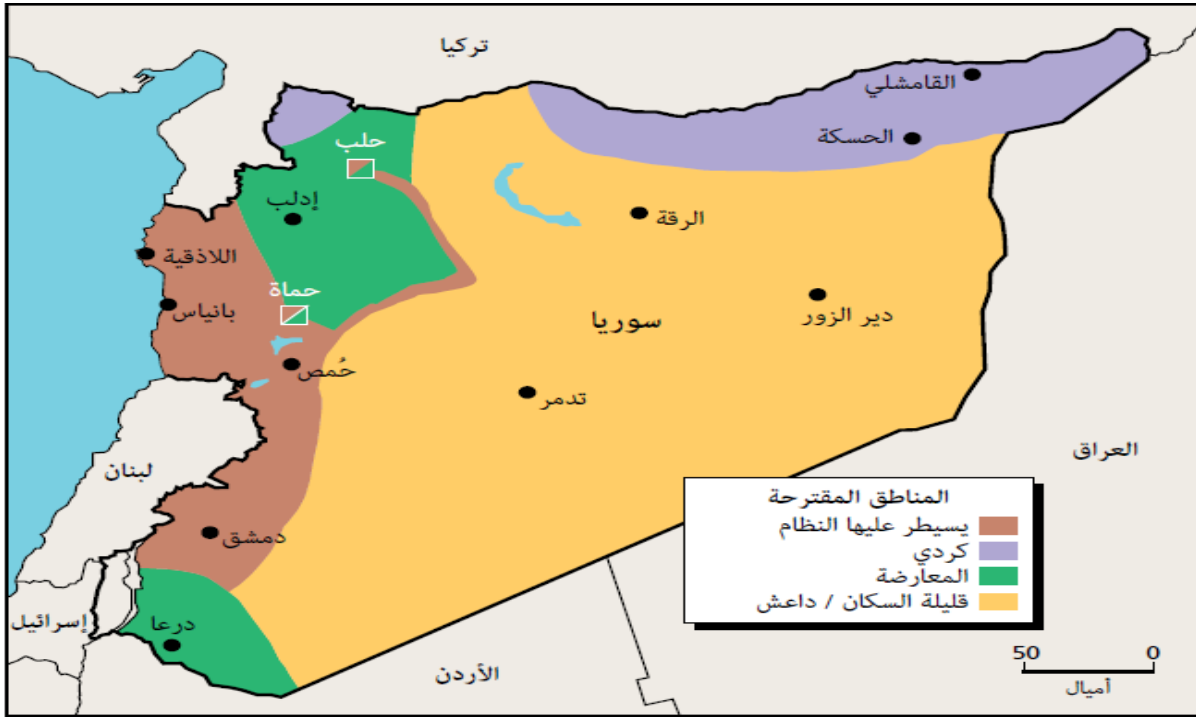 تركيا
القامشلي
الحسكة
حلب
إدلب
الرقة
اللاذقية
حماة
بانياس
دير الزور
سوريا
حُمص
تدمر
العراق
لبنان
دمشق
المناطق المقترحة
يسيطر عليها النظام
كردي
المعارضة
قليلة السكان / داعش
إسرائيل
درعا
الأردن
50 0
أميال